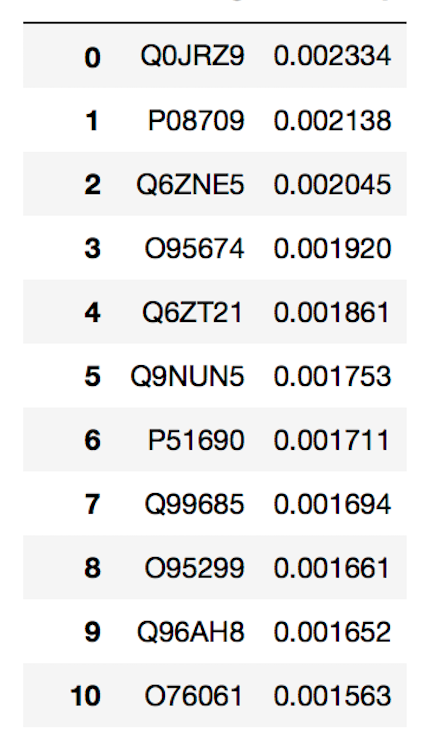 0 Q0JRZ9 0.002334
1 P08709 0.002138
2 Q6ZNE5 0.002045
3 O95674 0.001920
4 Q6ZT21 0.001861
5 Q9NUN5 0.001753
6 P51690 0.001711
7 Q99685 0.001694
8 O95299 0.001661
9 Q96AH8 0.001652
10 O76061 0.001563